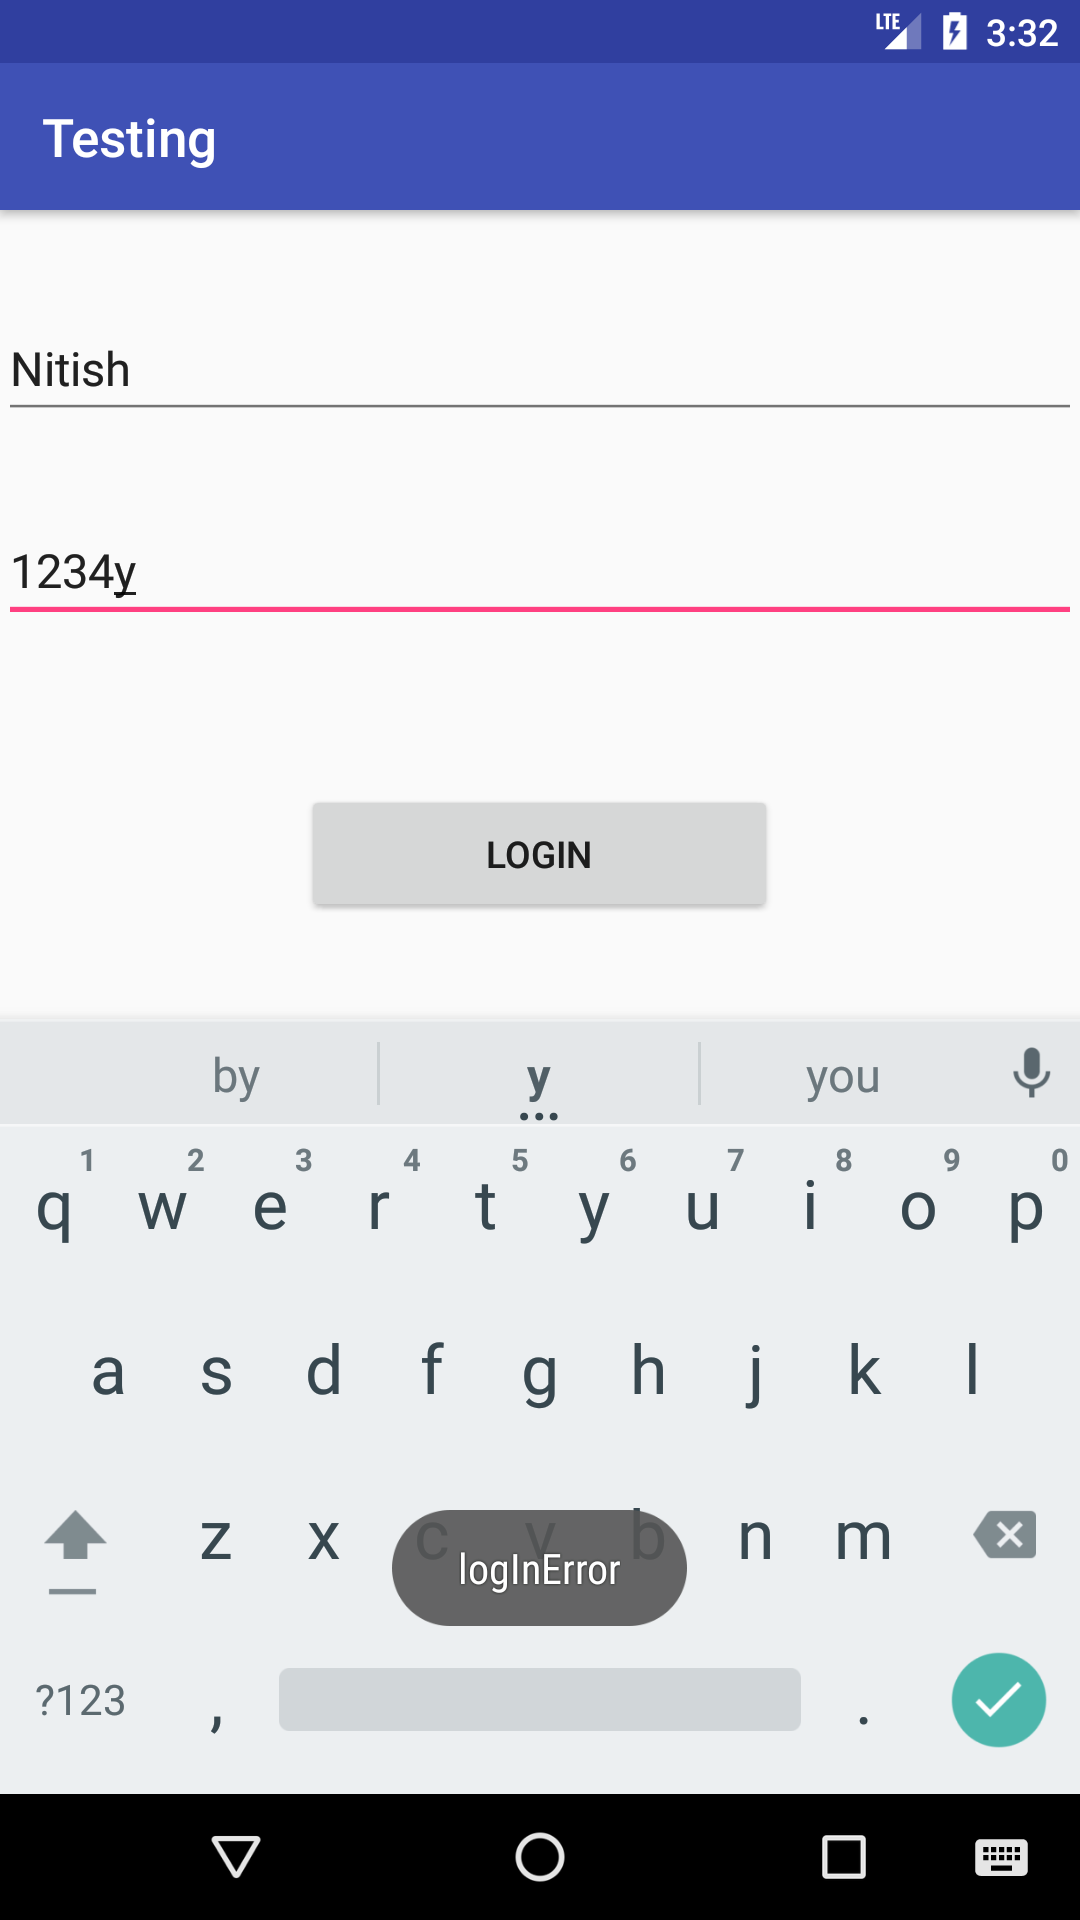 LTE 3:32
Testing
Nitish
1234y
LOGIN
by y you
1 2 3 4 5 6 7 8 9 0
q w e r t y u i o p
a s d f g h j k l
z x c v b n m
logInError
?123 , .